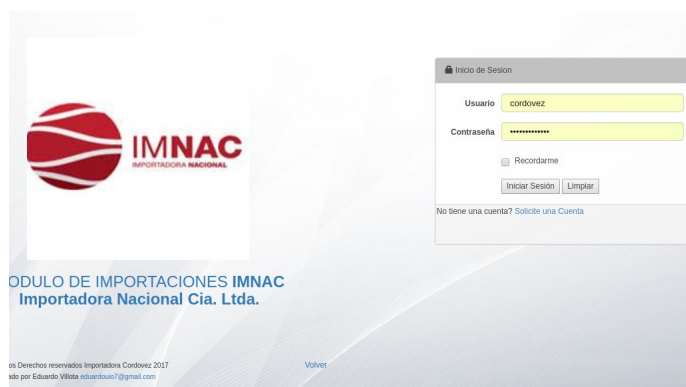 IMNAC
IMPORTADORA NACIONAL
ODULO DE IMPORTACIONES IMNAC
Importadora Nacional Cia. Ltda.
Inicio de Sesion
Usuario cordovez
Contraseña •••••••••••••
Recordarme
Iniciar Sesión Limpiar
No tiene una cuenta? Solicite una Cuenta
os Derechos reservados Importadora Cordovez 2017
Volver
ado por Eduardo Villota eduardouio7@gmail.com